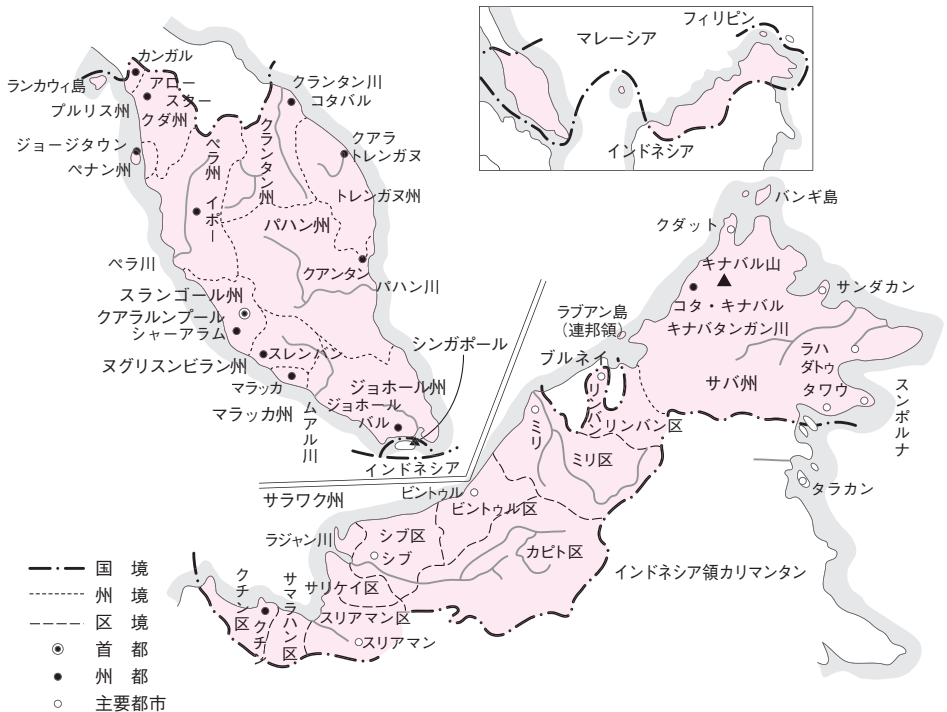 カンガル
ランカウィ島
アロー
スター
プルリス州
クダ州
クランタン川
コタバル
ジョージタウン
ペナン州
ペラ州
クランタン州
クアラ
トレンガヌ
トレンガヌ州
イポー
パハン州
ペラ川
クアンタン
パハン川
スランゴール州
クアラルンプール
シャーアラム
スレンバン
ヌグリスンビラン州
マラッカ
マラッカ州
ムアル川
ジョホール州
ジョホール
バル
シンガポール
インドネシア
フィリピン
マレーシア
インドネシア
バンギ島
クダット
キナバル山
サンダカン
コタ・キナバル
キナバタンガン川
ラブアン島
(連邦領)
ブルネイ
ラハ
ダトゥ
タワウ
サバ州
スンポルナ
リンバン
リンバン区
ミリ
ミリ区
タラカン
サラワク州
ビントゥル
ビントゥル区
ラジャン川
シブ区
シブ
カピト区
インドネシア領カリマンタン
サリケイ区
スリアマン区
スリアマン
クチン区
クチン
サマラハン区
国 境
州 境
区 境
首 都
州 都
主要都市